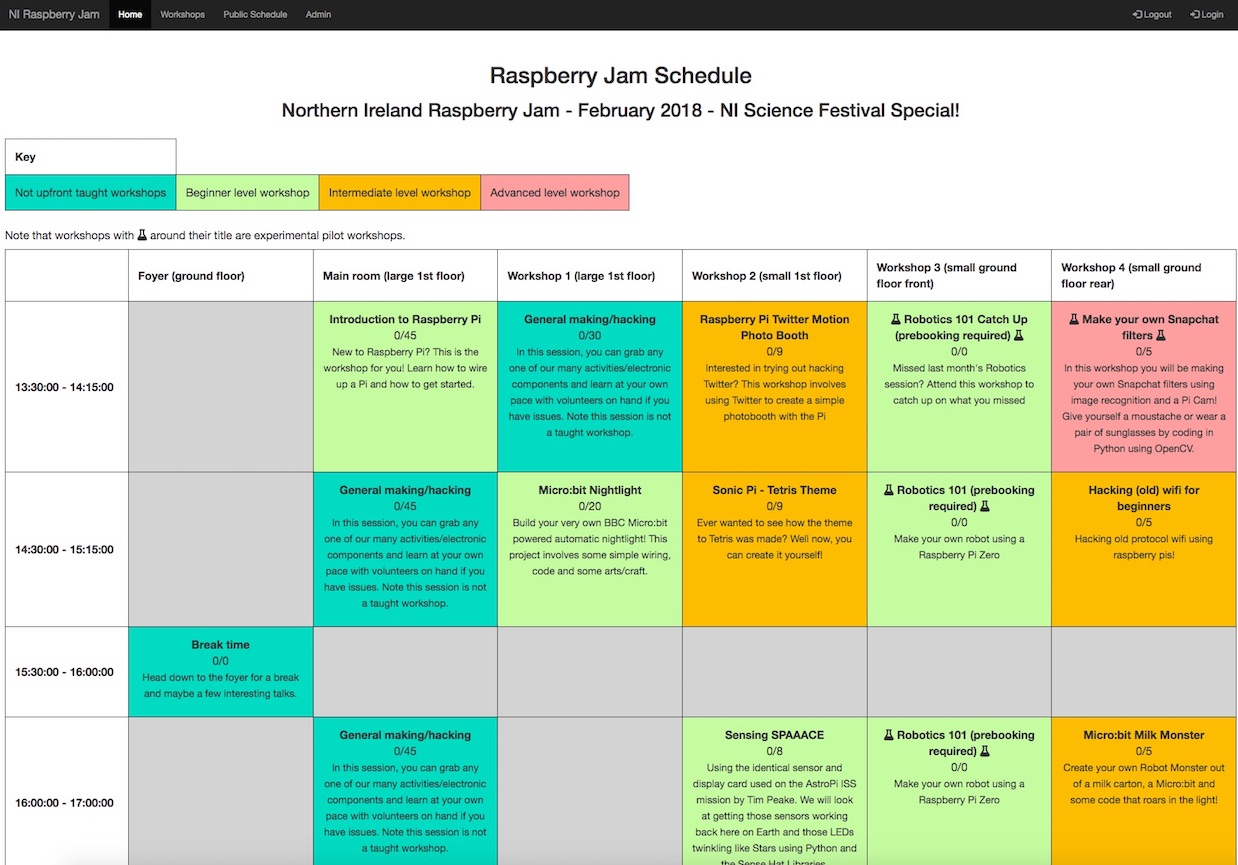 NI Raspberry Jam Home Workshops Public Schedule Admin Logout Login
Raspberry Jam Schedule
Northern Ireland Raspberry Jam - February 2018 - NI Science Festival Special!
Key
Not upfront taught workshops Beginner level workshop Intermediate level workshop Advanced level workshop
Note that workshops with around their title are experimental pilot workshops.
Foyer (ground floor)
Main room (large 1st floor)
Workshop 1 (large 1st floor)
Workshop 2 (small 1st floor)
Workshop 3 (small ground
floor front)
Workshop 4 (small ground
floor rear)
13:30:00 - 14:15:00
Introduction to Raspberry Pi
0/45
New to Raspberry Pi? This is the
workshop for you! Learn how to wire
up a Pi and how to get started.
General making/hacking
0/30
In this session, you can grab any
one of our many activities/electronic
components and learn at your own
pace with volunteers on hand if you
have issues. Note this session is not
a taught workshop.
Raspberry Pi Twitter Motion
Photo Booth
0/9
Interested in trying out hacking
Twitter? This workshop involves
using Twitter to create a simple
photobooth with the Pi
Robotics 101 Catch Up
(prebooking required)
0/0
Missed last month's Robotics
session? Attend this workshop to
catch up on what you missed
Make your own Snapchat
filters
0/5
In this workshop you will be making
your own Snapchat filters using
image recognition and a Pi Cam!
Give yourself a moustache or wear a
pair of sunglasses by coding in
Python using OpenCV.
14:30:00 - 15:15:00
General making/hacking
0/45
In this session, you can grab any
one of our many activities/electronic
components and learn at your own
pace with volunteers on hand if you
have issues. Note this session is not
a taught workshop.
Micro:bit Nightlight
0/20
Build your very own BBC Micro:bit
powered automatic nightlight! This
project involves some simple wiring,
code and some arts/craft.
Sonic Pi - Tetris Theme
0/9
Ever wanted to see how the theme
to Tetris was made? Well now, you
can create it yourself!
Robotics 101 (prebooking
required)
0/0
Make your own robot using a
Raspberry Pi Zero
Hacking (old) wifi for
beginners
0/5
Hacking old protocol wifi using
raspberry pis!
15:30:00 - 16:00:00
Break time
0/0
Head down to the foyer for a break
and maybe a few interesting talks.
16:00:00 - 17:00:00
General making/hacking
0/45
In this session, you can grab any
one of our many activities/electronic
components and learn at your own
pace with volunteers on hand if you
have issues. Note this session is not
a taught workshop.
Sensing SPAAACE
0/8
Using the identical sensor and
display card used on the AstroPi ISS
mission by Tim Peake. We will look
at getting those sensors working
back here on Earth and those LEDs
twinkling like Stars using Python and
the Sense Hat Libraries
Robotics 101 (prebooking
required)
0/0
Make your own robot using a
Raspberry Pi Zero
Micro:bit Milk Monster
0/5
Create your own Robot Monster out
of a milk carton, a Micro:bit and
some code that roars in the light!